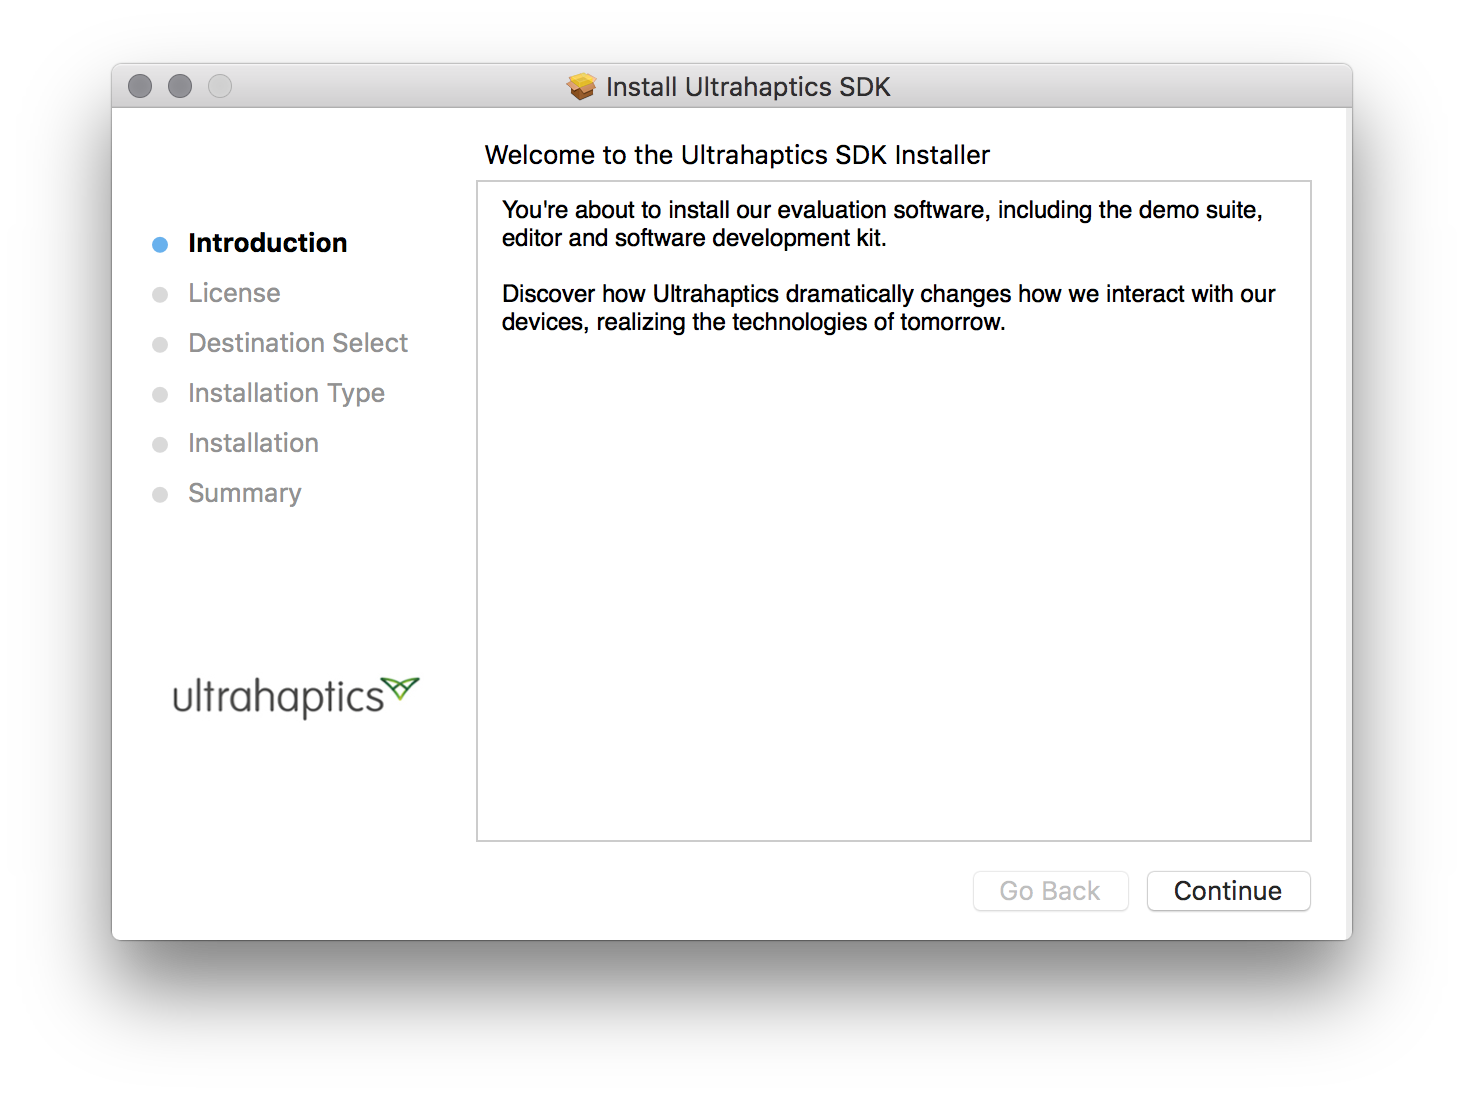 Install Ultrahaptics SDK
Welcome to the Ultrahaptics SDK Installer
You're about to install our evaluation software, including the demo suite,
editor and software development kit.
Discover how Ultrahaptics dramatically changes how we interact with our
devices, realizing the technologies of tomorrow.
Introduction
License
Destination Select
Installation Type
Installation
Summary
ultrahaptics
Go Back
Continue